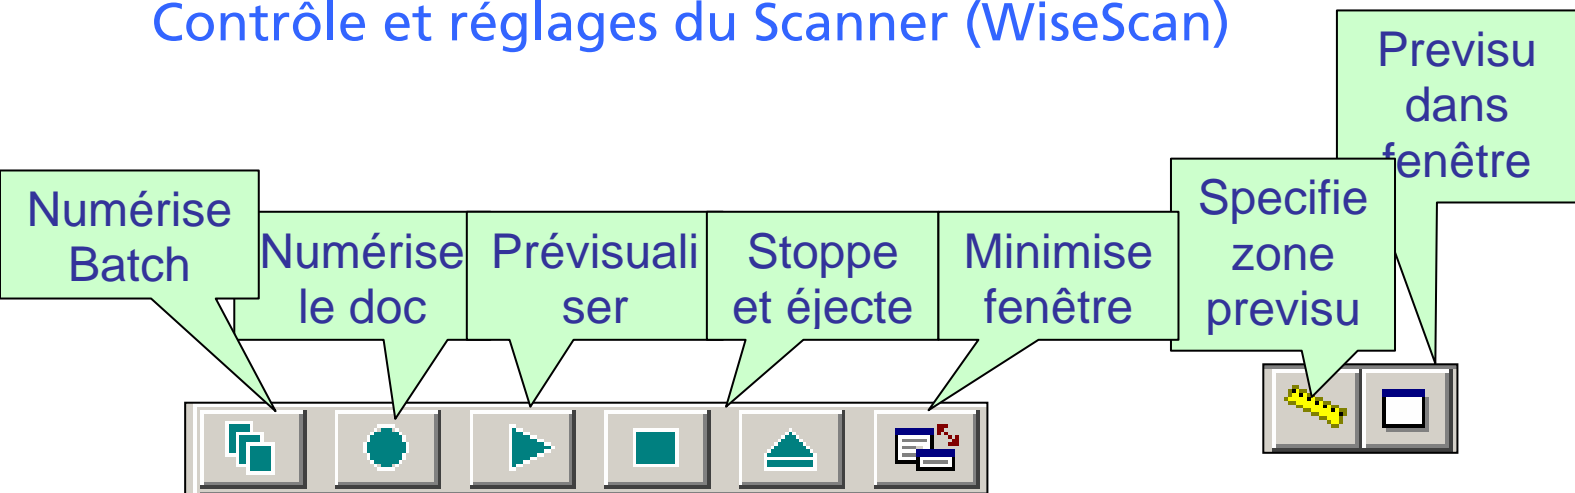 Contrôle et réglages du Scanner (WiseScan)
Numérise
Batch
Numérise
le doc
Prévisuali
ser
Stoppe
et éjecte
Minimise
fenêtre
Specifie
zone
previsu
Previsu
dans
fenêtre